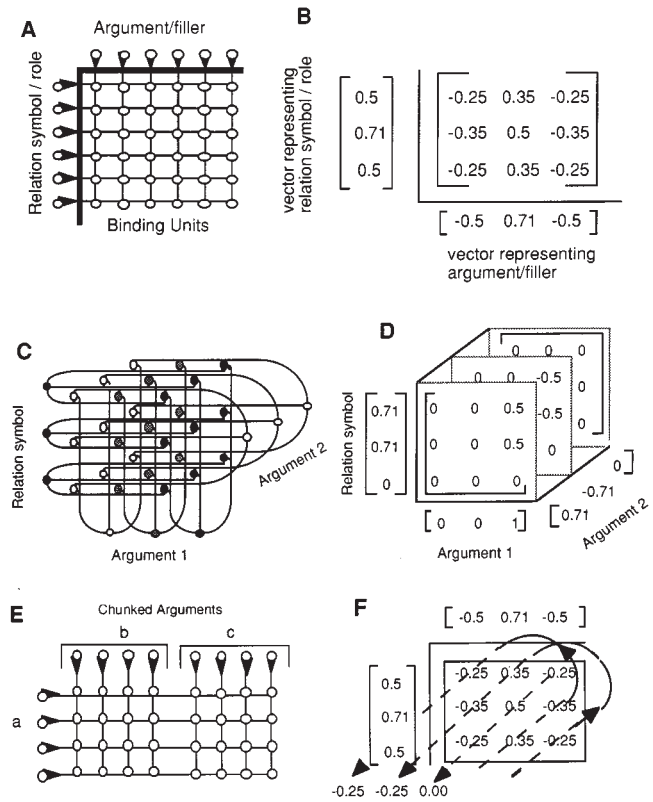 A
Argument/filler
Relation symbol / role
Binding Units
B
vector representing
relation symbol / role
0.5
0.71
0.5
-0.25 0.35 -0.25
-0.35 0.5 -0.35
-0.25 0.35 -0.25
[ -0.5 0.71 -0.5 ]
vector representing
argument/filler
C
Relation symbol
Argument 2
Argument 1
D
Relation symbol
0.71
0.71
0
0 0 0
0 0 -0.5 0
-0.5 0
0
0 0 0.5
0 0 0.5
0 0 0
[ 0 0 1 ]
Argument 1
[ 0.71 -0.71 0 ]
Argument 2
E
Chunked Arguments
b c
a
F
[ -0.5 0.71 -0.5 ]
0.5
0.71
0.5
-0.25 0.35 -0.25
-0.35 0.5 -0.35
-0.25 0.35 -0.25
-0.25 -0.25 0.00